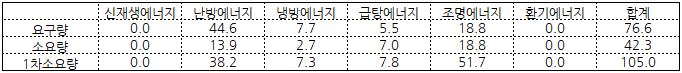 신재생에너지 난방에너지 냉방에너지 급탕에너지 조명에너지 환기에너지 합계
요구량 0.0 44.6 7.7 5.5 18.8 0.0 76.6
소요량 0.0 13.9 2.7 7.0 18.8 0.0 42.3
1차소요량 0.0 38.2 7.3 7.8 51.7 0.0 105.0